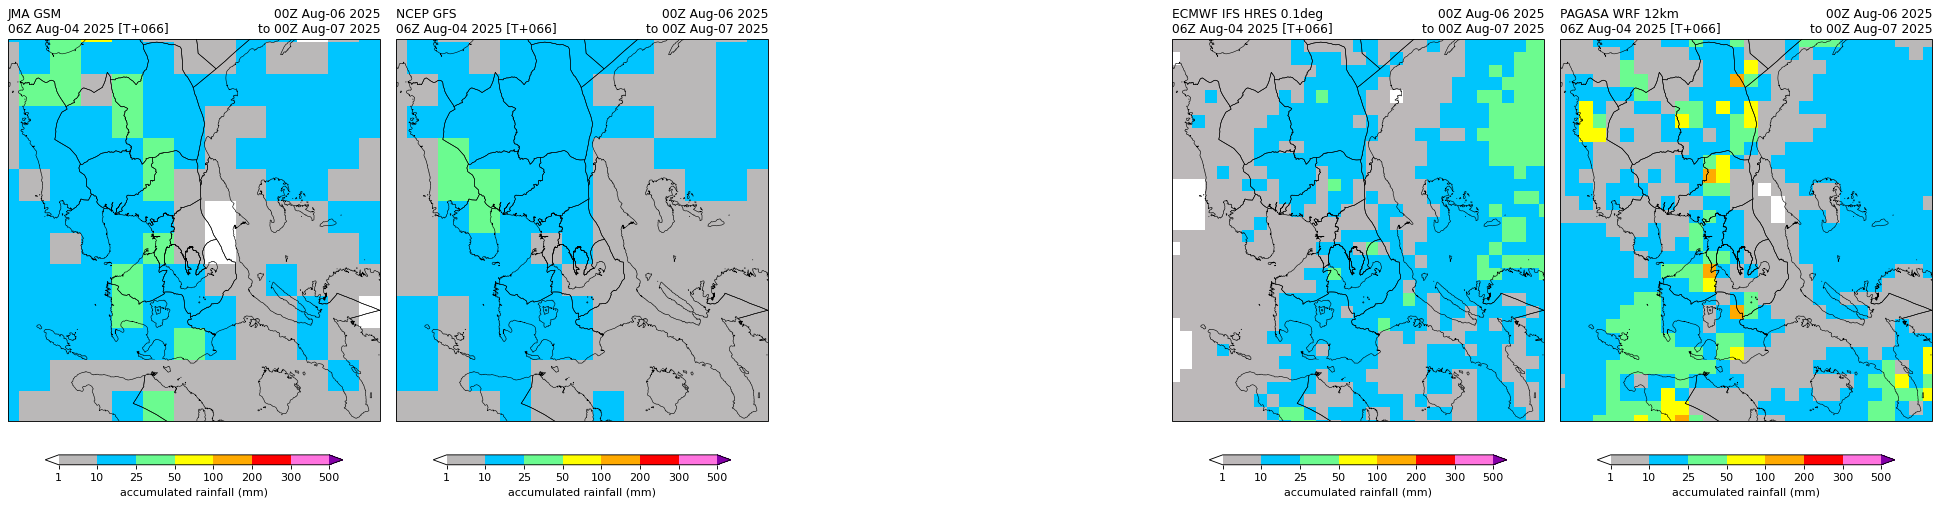 JMA GSM 00Z Aug-06 2025
06Z Aug-04 2025 [T+066] to 00Z Aug-07 2025
NCEP GFS 00Z Aug-06 2025
06Z Aug-04 2025 [T+066] to 00Z Aug-07 2025
ECMWF IFS HRES 0.1deg 00Z Aug-06 2025
06Z Aug-04 2025 [T+066] to 00Z Aug-07 2025
PAGASA WRF 12km 00Z Aug-06 2025
06Z Aug-04 2025 [T+066] to 00Z Aug-07 2025
1 10 25 50 100 200 300 500
accumulated rainfall (mm)
1 10 25 50 100 200 300 500
accumulated rainfall (mm)
1 10 25 50 100 200 300 500
accumulated rainfall (mm)
1 10 25 50 100 200 300 500
accumulated rainfall (mm)